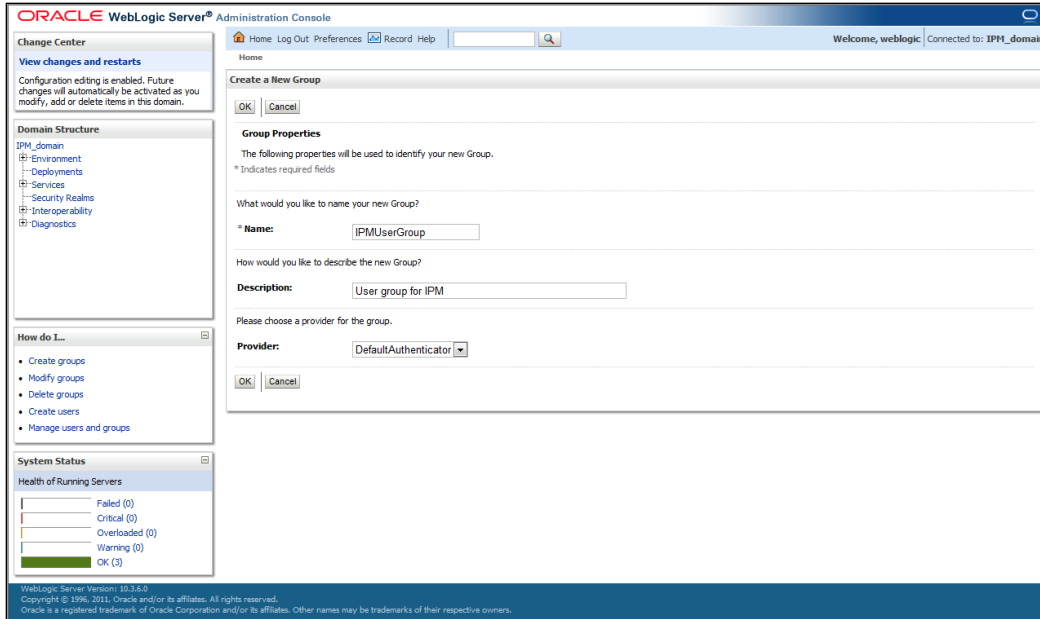 ORACLE WebLogic Server® Administration Console
Change Center
View changes and restarts
Configuration editing is enabled. Future
changes will automatically be activated as you
modify, add or delete items in this domain.
Domain Structure
IPM_domain
Environment
Deployments
Services
Security Realms
Interoperability
Diagnostics
How do I...
Create groups
Modify groups
Delete groups
Create users
Manage users and groups
System Status
Health of Running Servers
Failed (0)
Critical (0)
Overloaded (0)
Warning (0)
OK (3)
Home Log Out Preferences Record Help
Welcome, weblogic Connected to: IPM_domain
Home
Create a New Group
OK Cancel
Group Properties
The following properties will be used to identify your new Group.
* Indicates required fields
What would you like to name your new Group?
* Name: IPMUserGroup
How would you like to describe the new Group?
Description: User group for IPM
Please choose a provider for the group.
Provider: DefaultAuthenticator
OK Cancel
WebLogic Server Version: 10.3.6.0
Copyright © 1996, 2011, Oracle and/or its affiliates. All rights reserved.
Oracle is a registered trademark of Oracle Corporation and/or its affiliates. Other names may be trademarks of their respective owners.